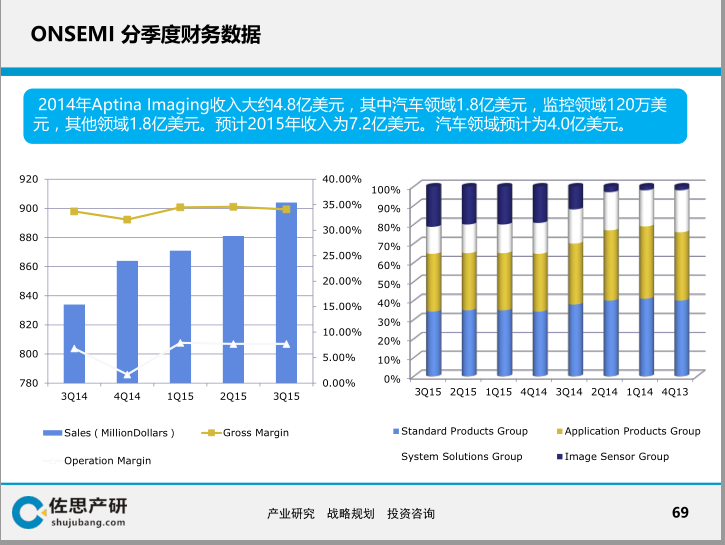 ONSEMI 分季度财务数据
2014年Aptina Imaging收入大约4.8亿美元，其中汽车领域1.8亿美元，监控领域120万美
元，其他领域1.8亿美元。预计2015年收入为7.2亿美元。汽车领域预计为4.0亿美元。
920
900
880
860
840
820
800
780
40.00%
35.00%
30.00%
25.00%
20.00%
15.00%
10.00%
5.00%
0.00%
3Q14 4Q14 1Q15 2Q15 3Q15
Sales（MillionDollars） Gross Margin
Operation Margin
100%
90%
80%
70%
60%
50%
40%
30%
20%
10%
0%
3Q15 2Q15 1Q15 4Q14 3Q14 2Q14 1Q14 4Q13
Standard Products Group Application Products Group
System Solutions Group Image Sensor Group
佐思产研
shujubang.com
产业研究 战略规划 投资咨询
69